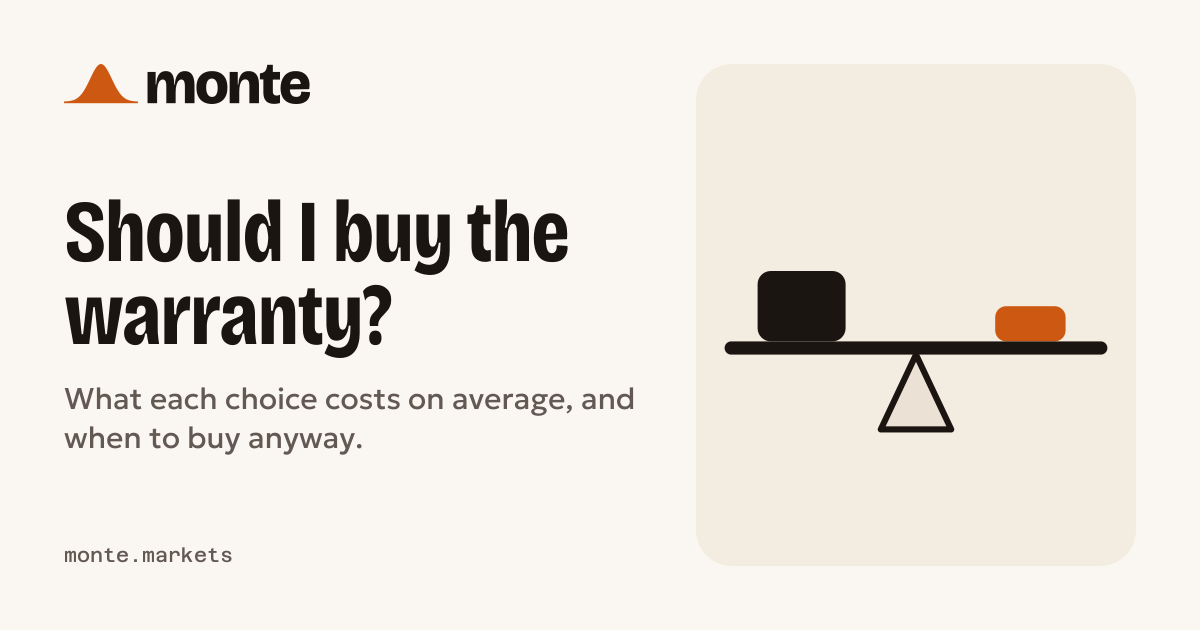 monte
Should I buy the
warranty?
What each choice costs on average, and
when to buy anyway.
monte.markets